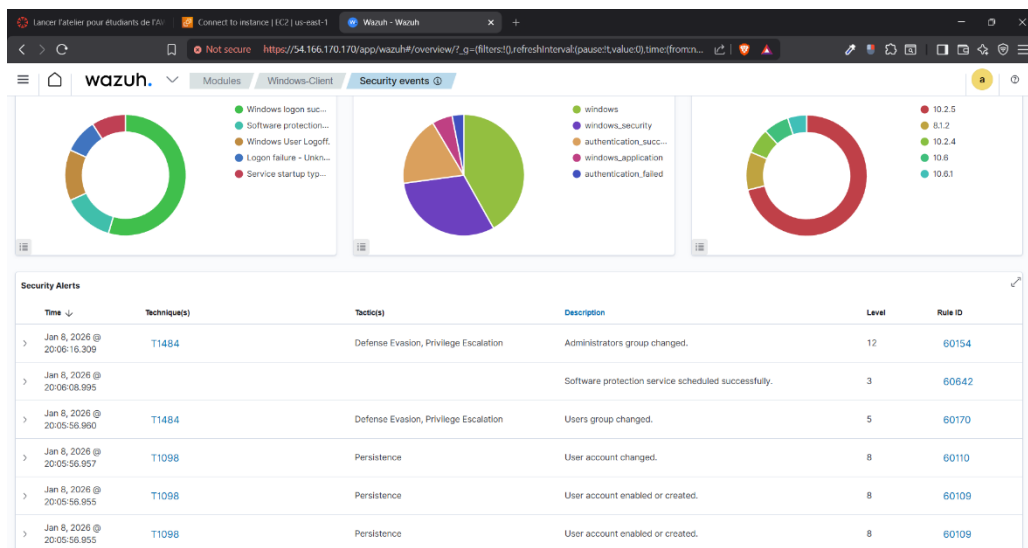 Lancer l'atelier pour étudiants de l'AW
Connect to instance | EC2 | us-east-1
Wazuh - Wazuh
Not secure https://54.166.170.170/app/wazuh#/overview/?_g=(filters:!(),refreshInterval:(pause:!t,value:0),time:(from:n...
wazuh. Modules Windows-Client Security events a
Windows logon suc...
Software protection...
Windows User Logoff.
Logon failure - Unkn...
Service startup typ...
windows
windows_security
authentication_succ...
windows_application
authentication_failed
10.2.5
8.1.2
10.2.4
10.6
10.6.1
Security Alerts
Time Technique(s) Tactic(s) Description Level Rule ID
Jan 8, 2026 @
20:06:16.309 T1484 Defense Evasion, Privilege Escalation Administrators group changed. 12 60154
Jan 8, 2026 @
20:06:08.995 Software protection service scheduled successfully. 3 60642
Jan 8, 2026 @
20:05:56.960 T1484 Defense Evasion, Privilege Escalation Users group changed. 5 60170
Jan 8, 2026 @
20:05:56.957 T1098 Persistence User account changed. 8 60110
Jan 8, 2026 @
20:05:56.955 T1098 Persistence User account enabled or created. 8 60109
Jan 8, 2026 @
20:05:56.955 T1098 Persistence User account enabled or created. 8 60109